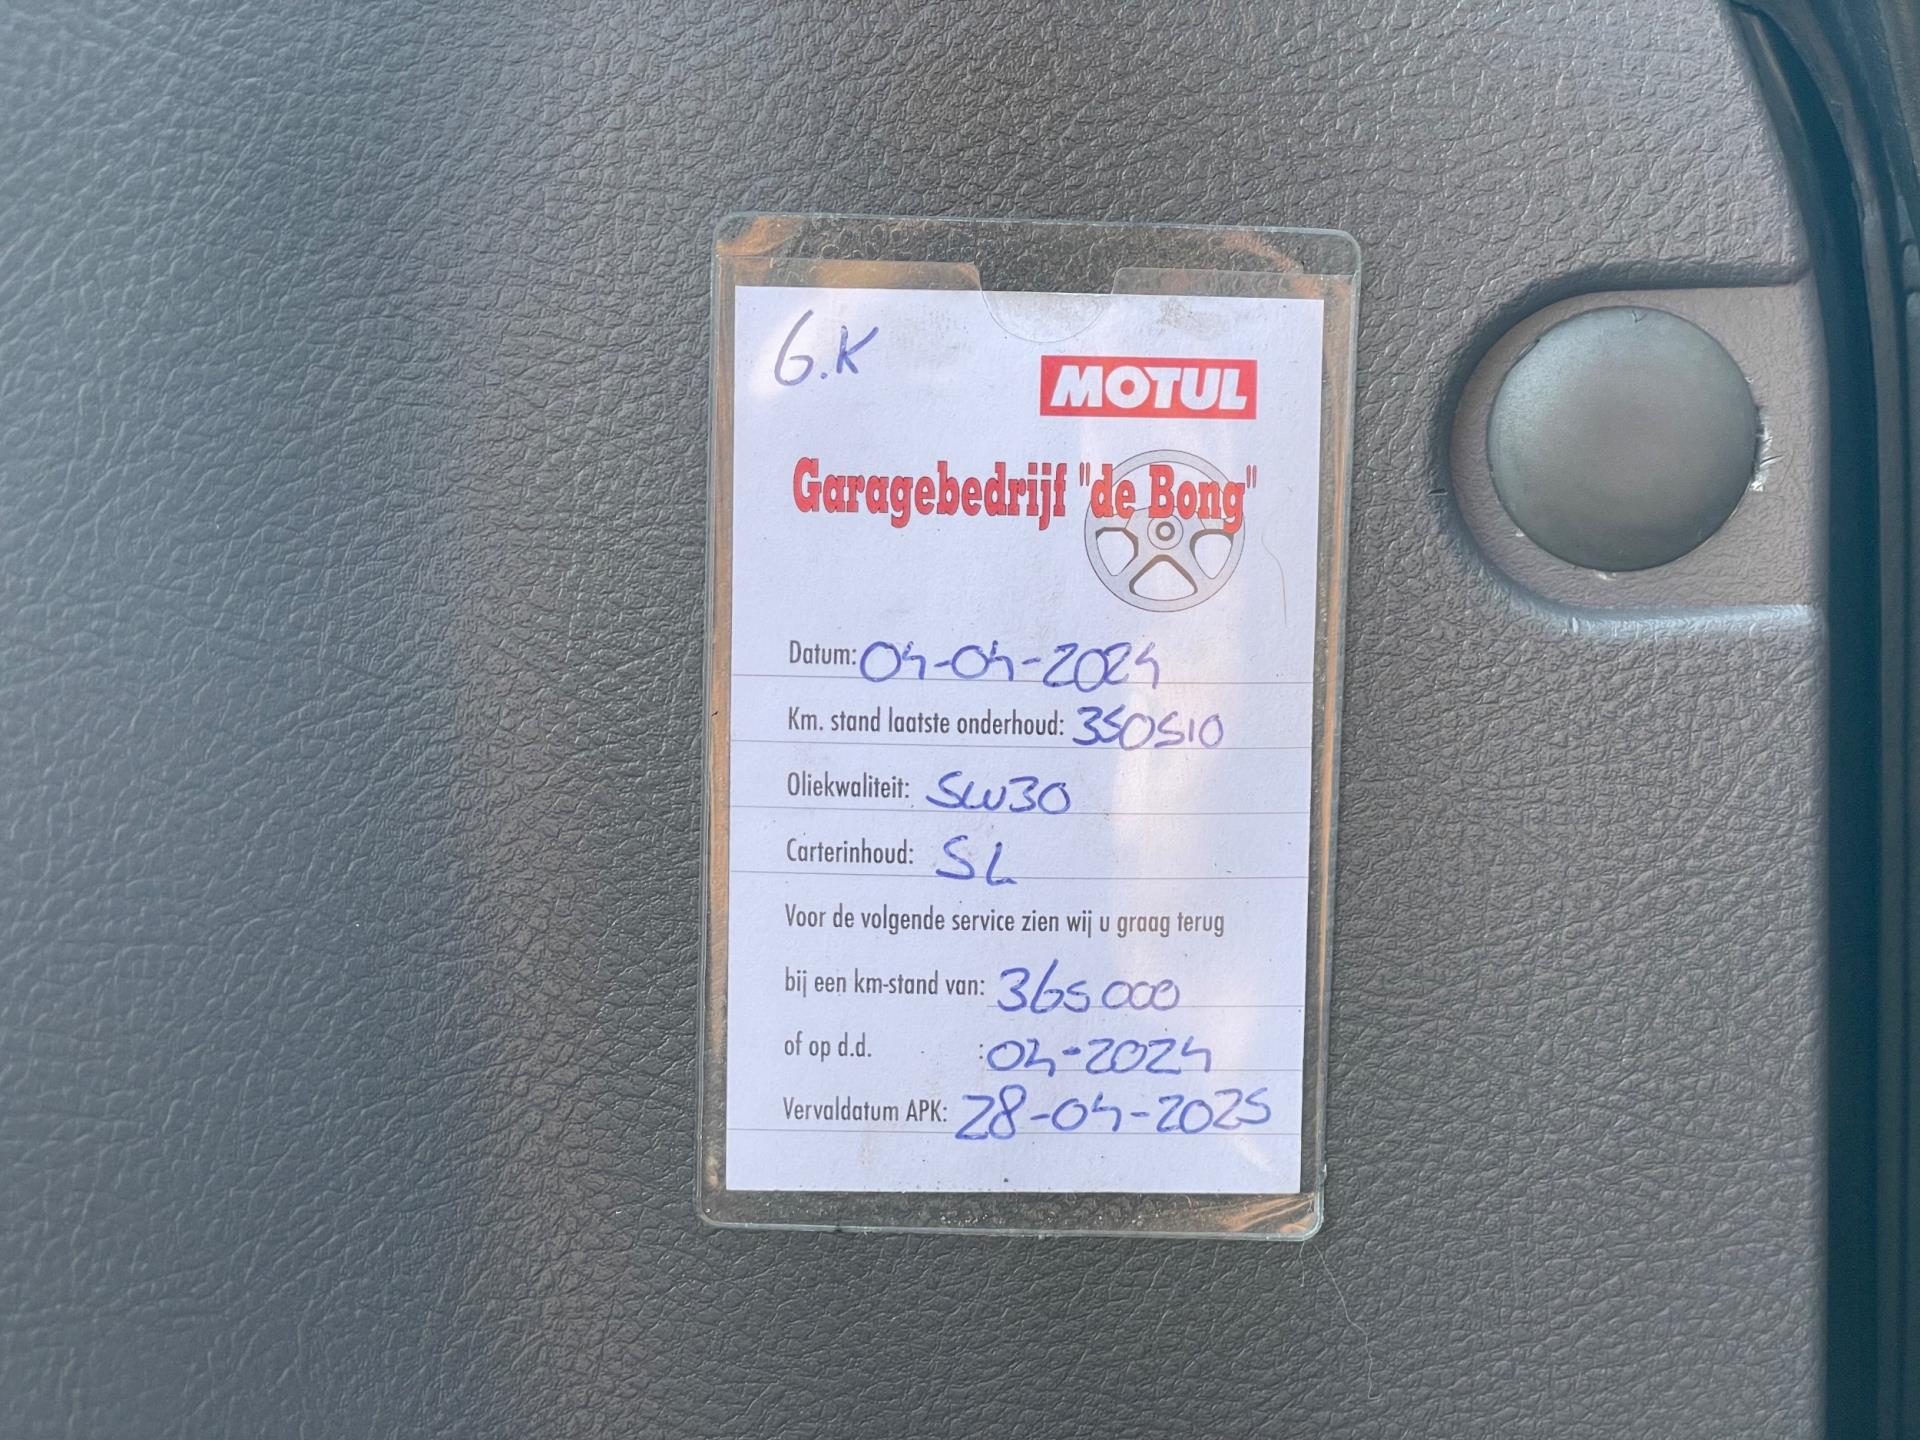 G.K
MOTUL
Garagebedrijf "de Bong"
Datum: 04-04-2024
Km. stand laatste onderhoud: 350510
Oliekwaliteit: 5W30
Carterinhoud: 5L
Voor de volgende service zien wij u graag terug
bij een km-stand van: 365000
of op d.d. : 04-2024
Vervaldatum APK: 28-04-2025